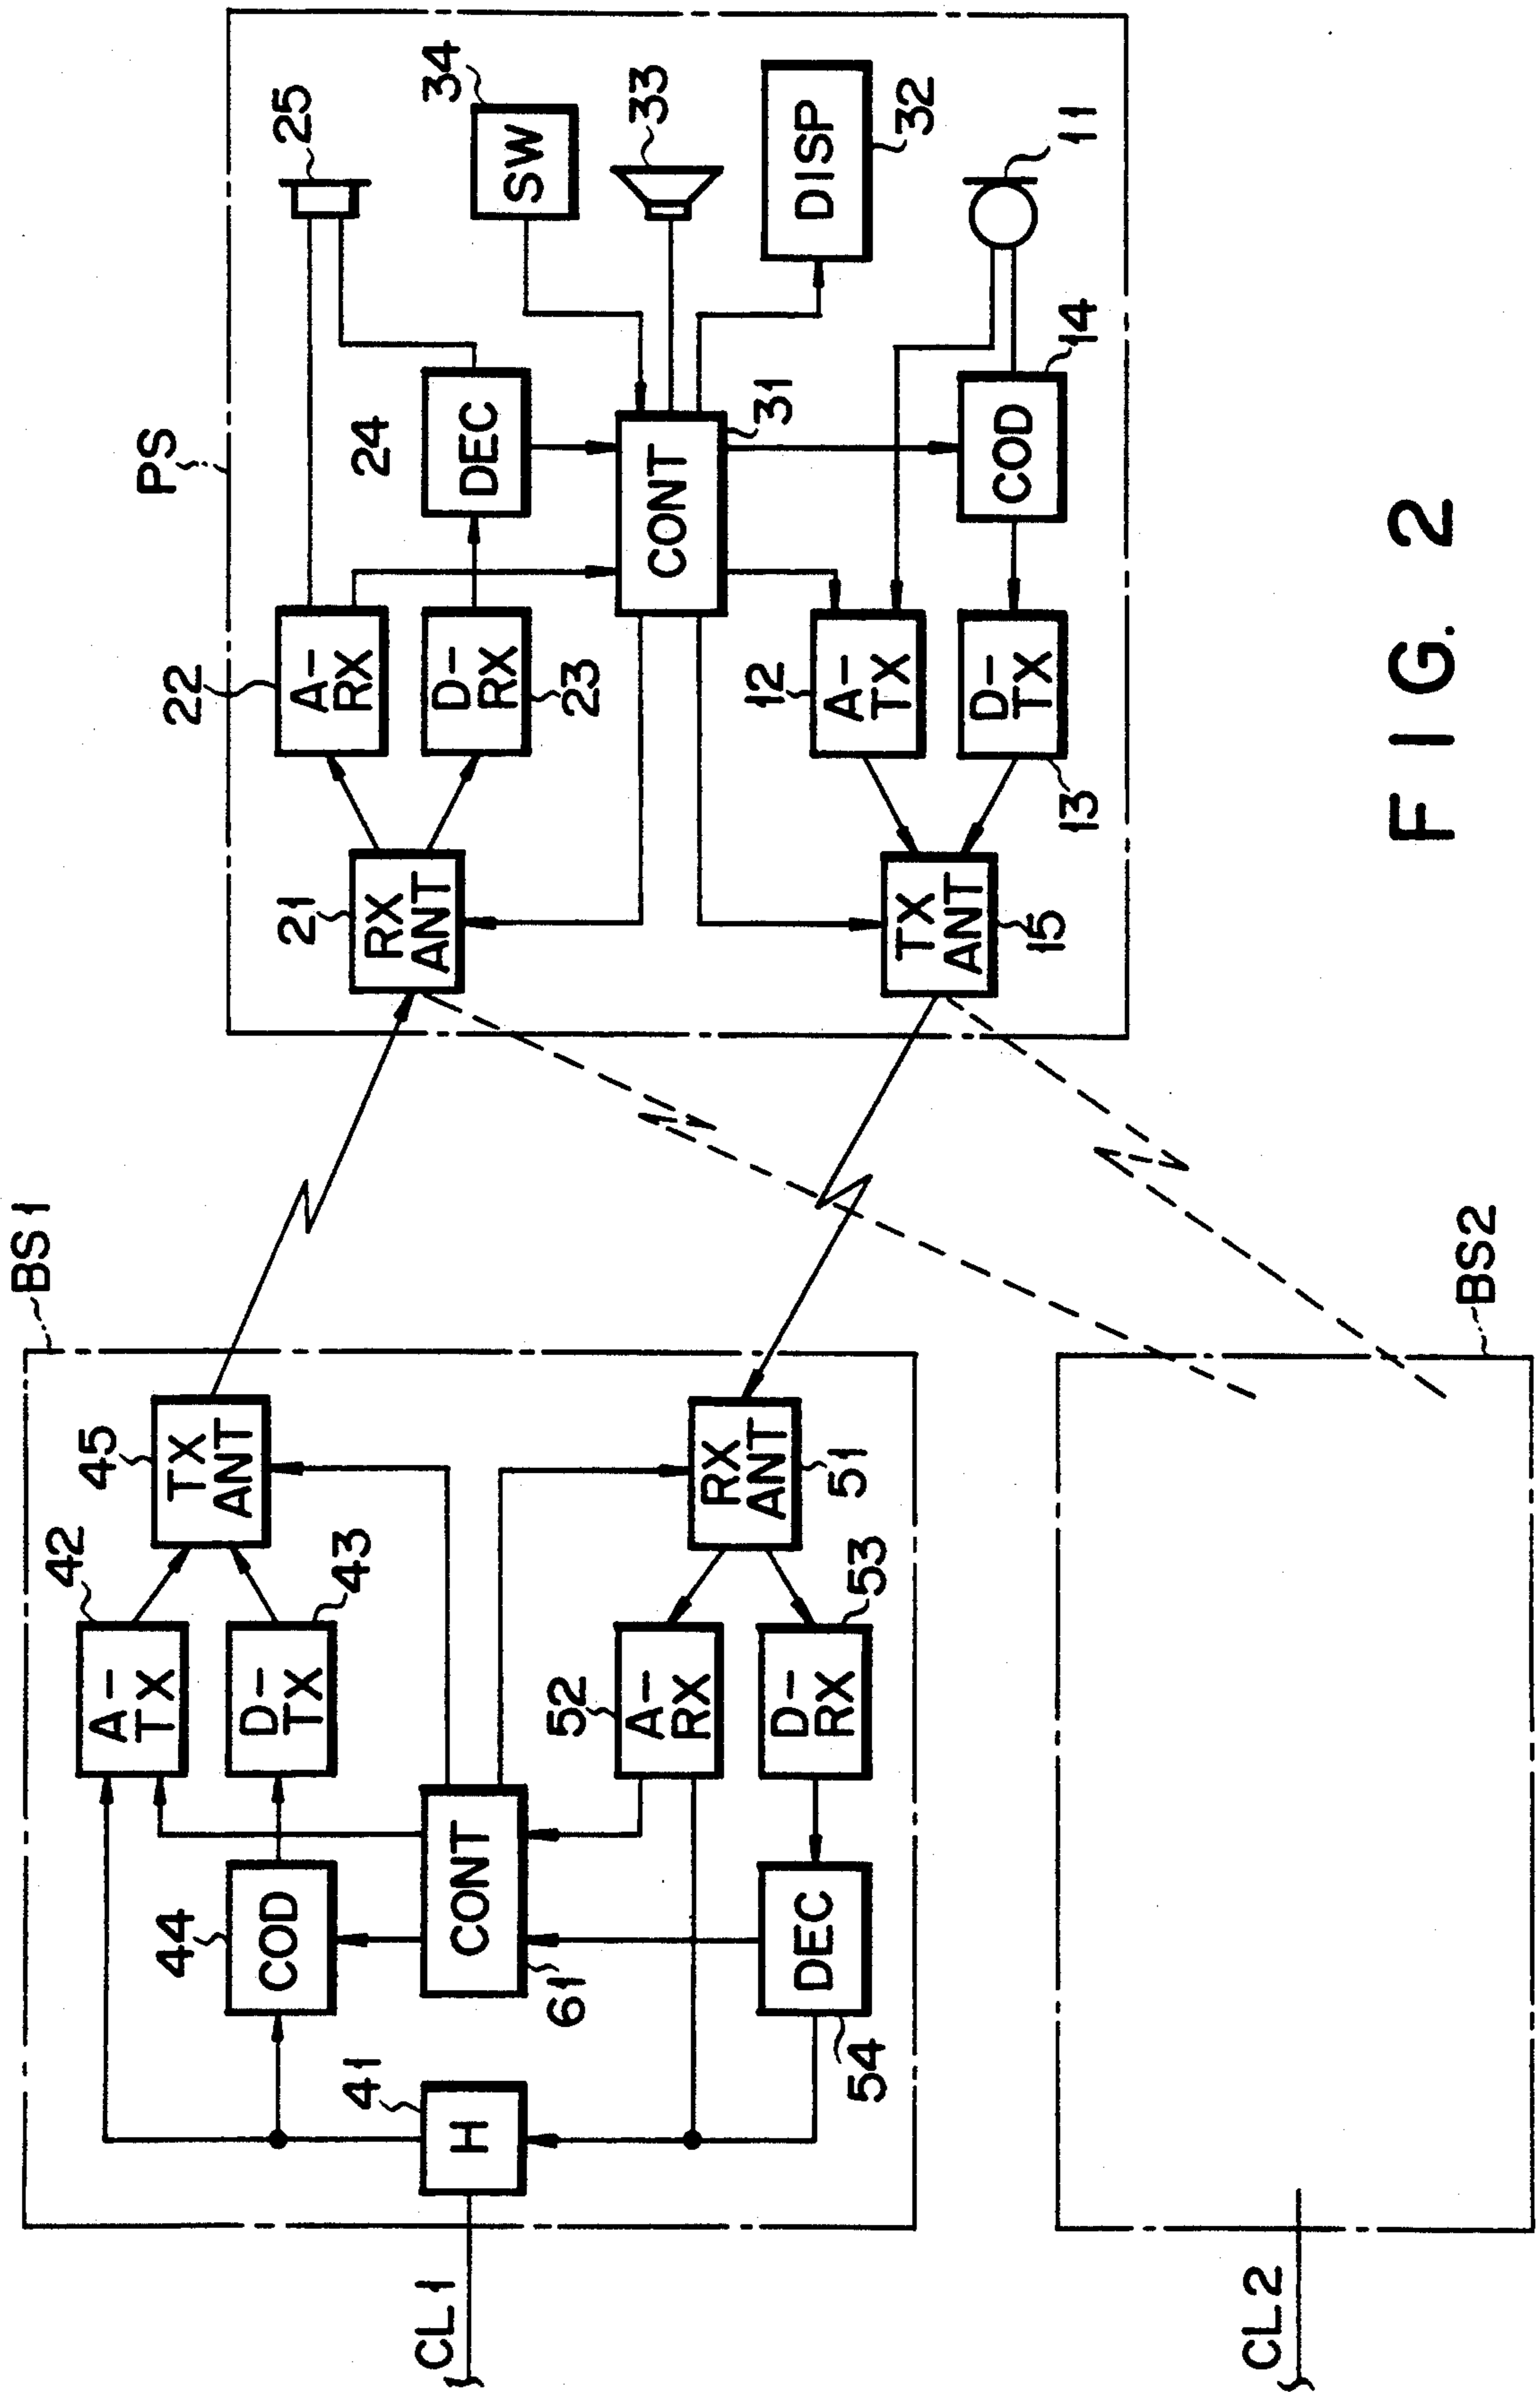 BS1
45
TX
ANT
42
A-
TX
43
D-
TX
44
COD
41
H
CONT
61
52
A-
RX
51
RX
ANT
53
D-
RX
DEC
54
CL1
BS2
CL2
PS
25
34
SW
33
DISP
32
11
24
DEC
CONT
31
14
COD
22
A-
RX
D-
RX
23
12
A-
TX
D-
TX
13
21
RX
ANT
TX
ANT
15
FIG. 2